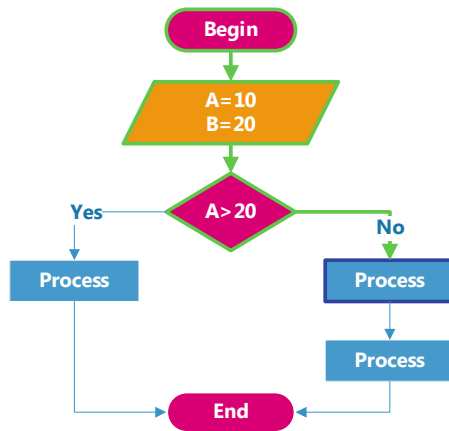 Begin
A=10
B=20
A>20
Yes
No
Process
Process
Process
End